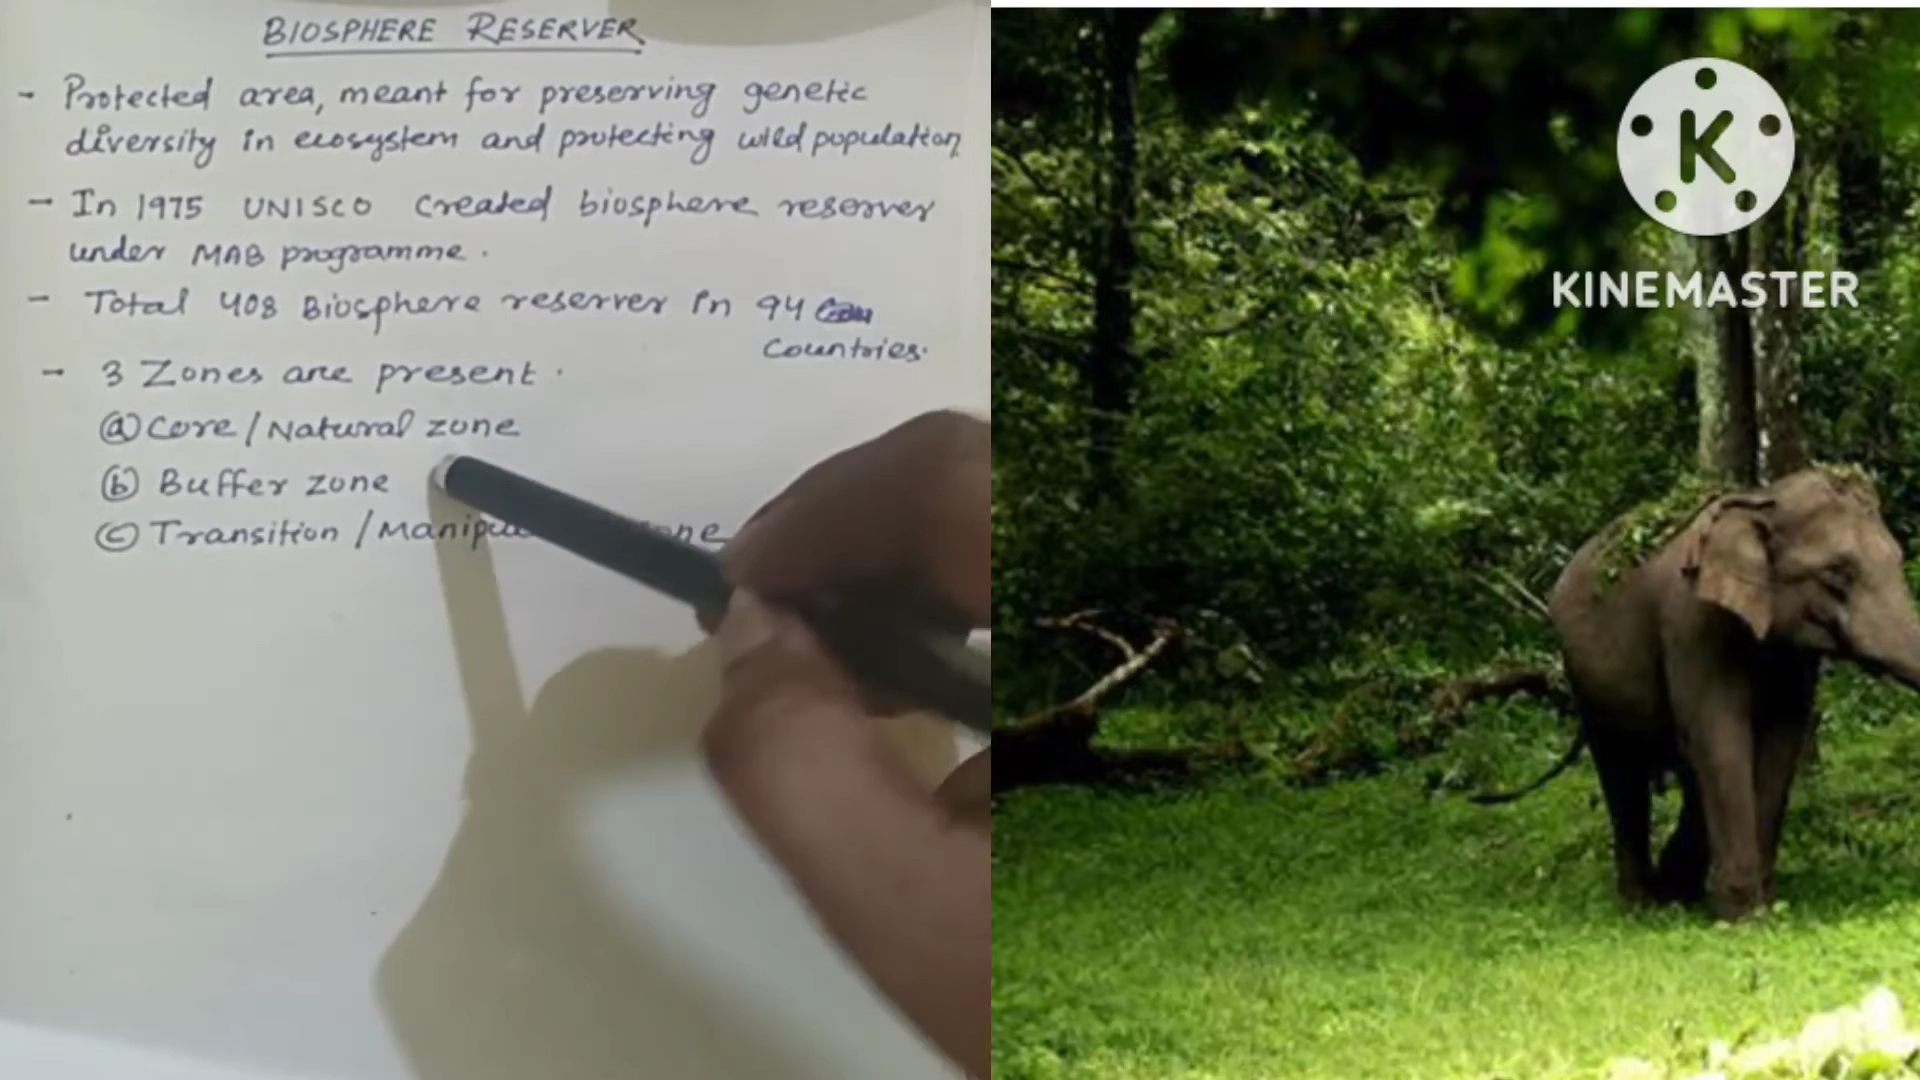 BIOSPHERE RESERVER
- Protected area, meant for preserving genetic
diversity in ecosystem and protecting wild population
- In 1975 UNISCO created biosphere reserver
under MAB programme.
- Total 408 Biosphere reserver in 94
Countries.
- 3 Zones are present.
(a) Core/Natural zone
(b) Buffer zone
(c) Transition /
K
KINEMASTER